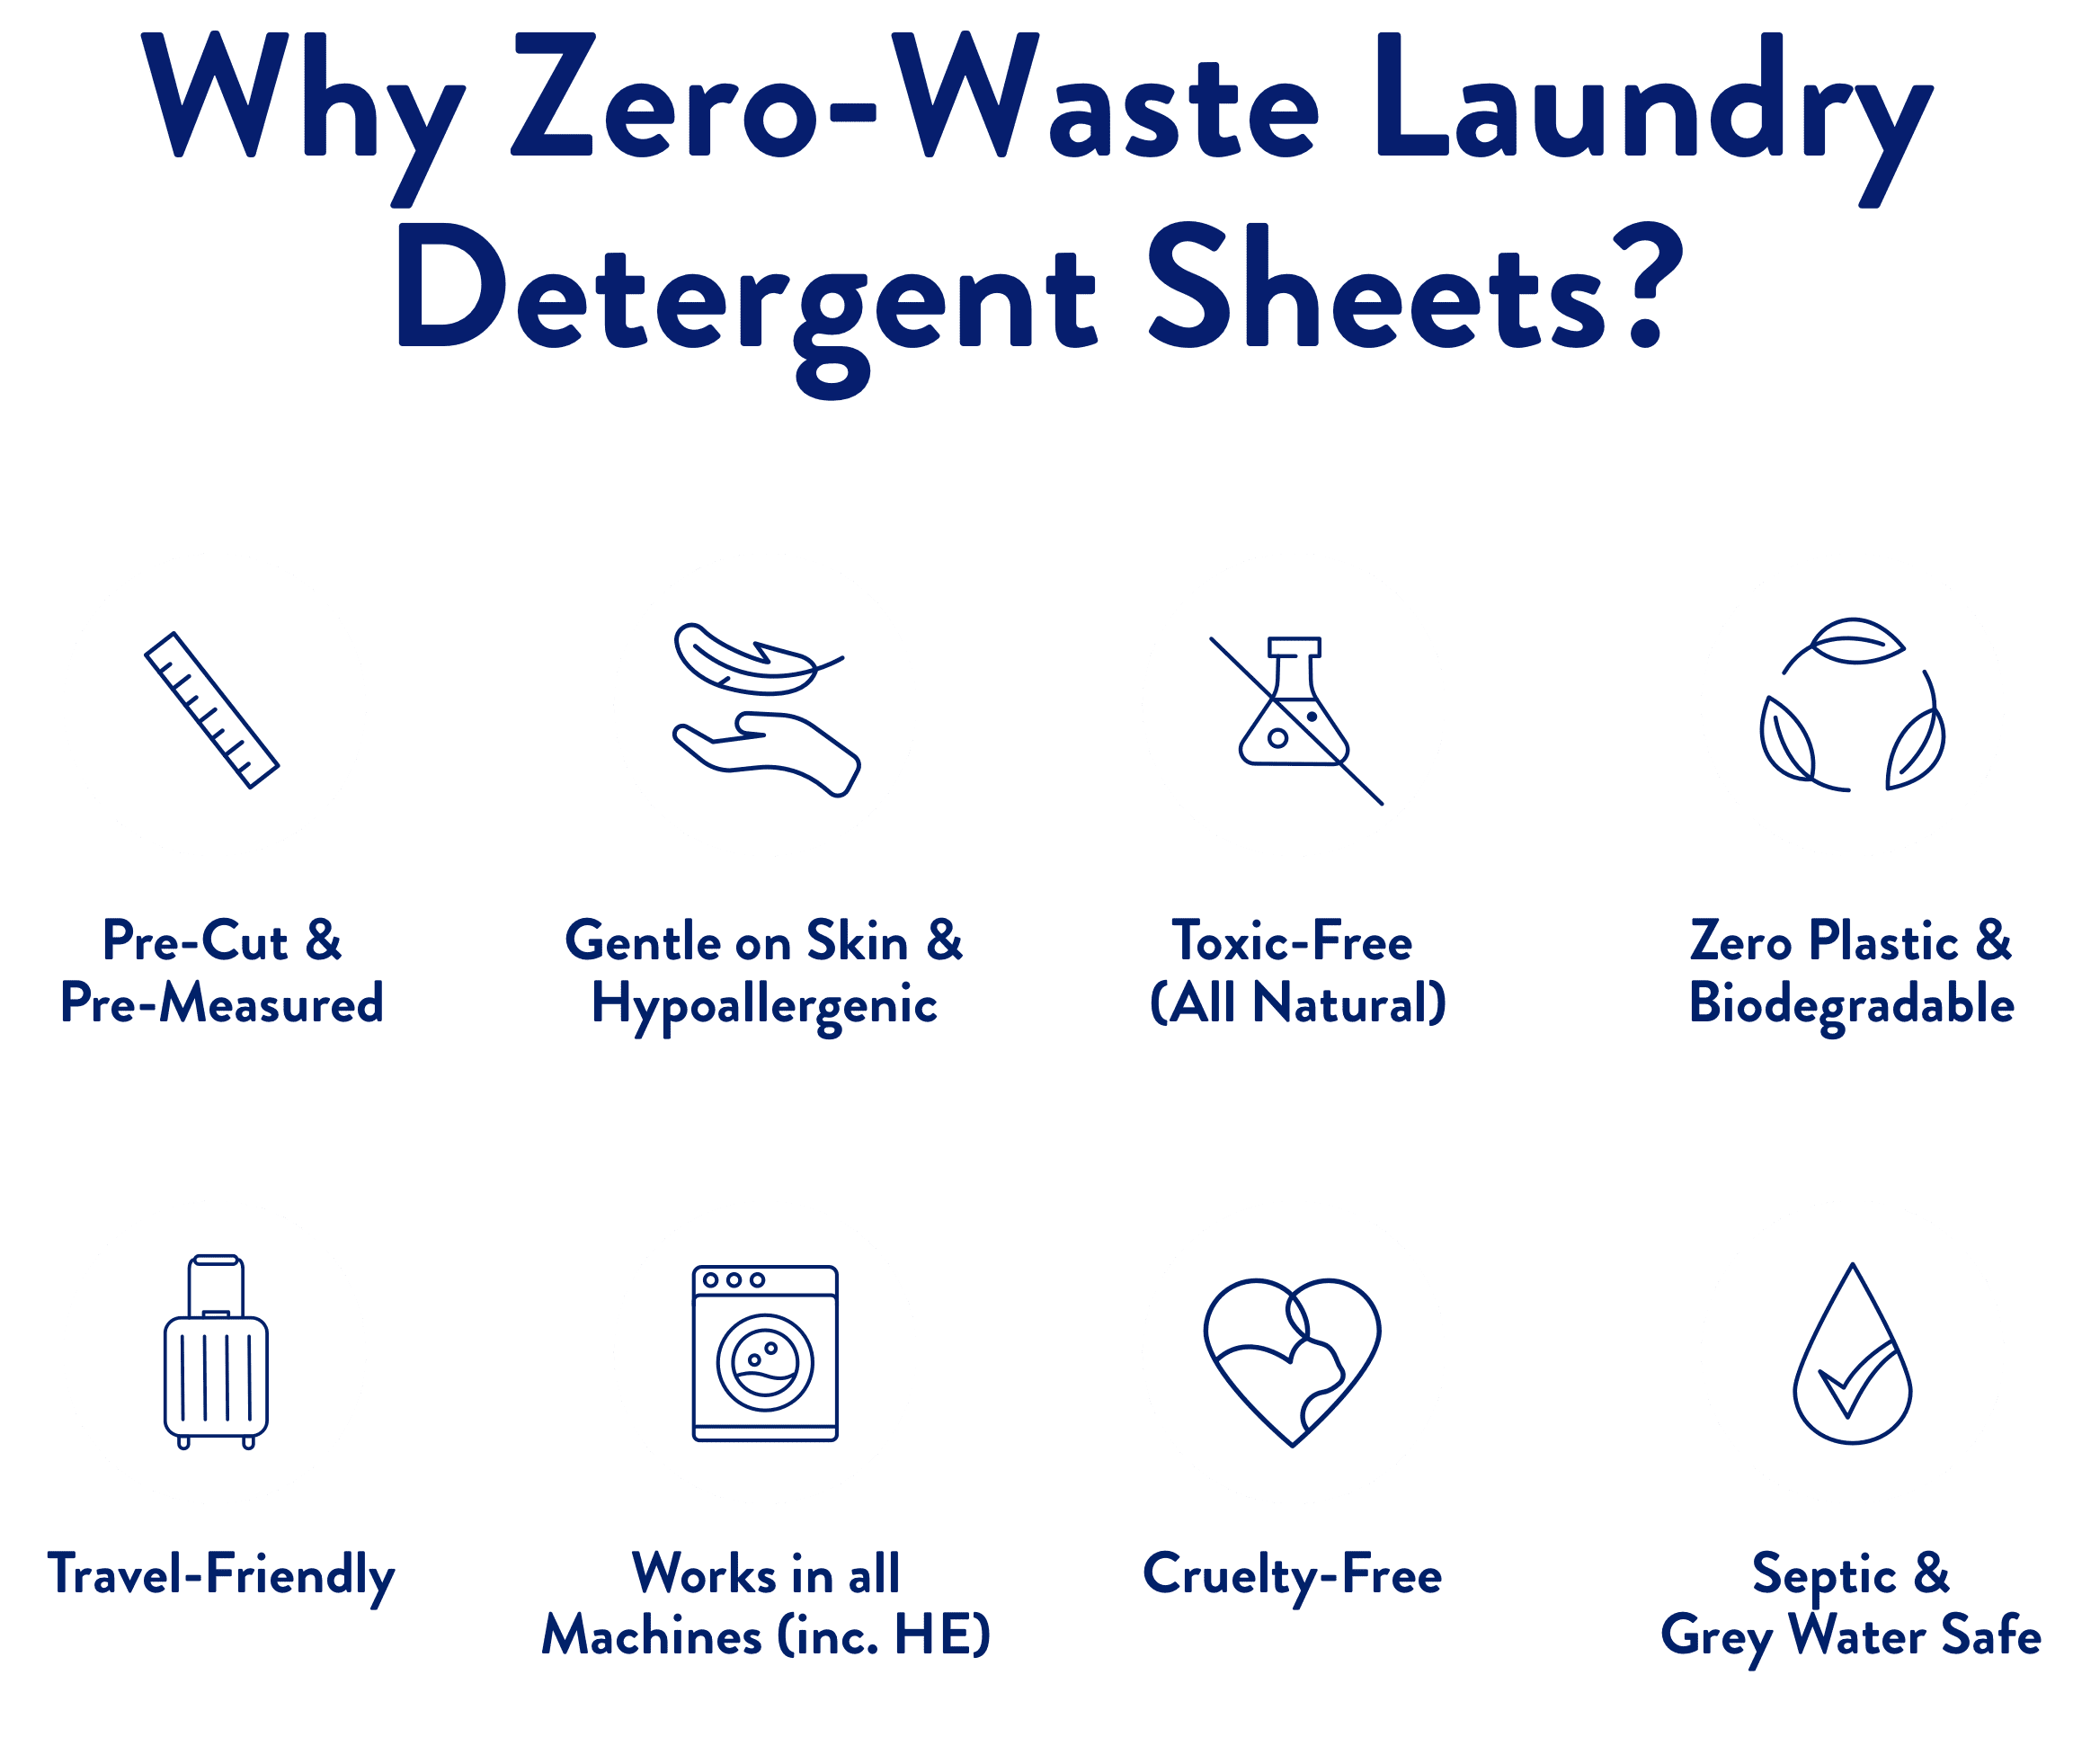 Why Zero-Waste Laundry
Detergent Sheets?
Pre-Cut &
Pre-Measured
Gentle on Skin &
Hypoallergenic
Toxic-Free
(All Natural)
Zero Plastic &
Biodegradable
Travel-Friendly
Works in all
Machines (inc. HE)
Cruelty-Free
Septic &
Grey Water Safe